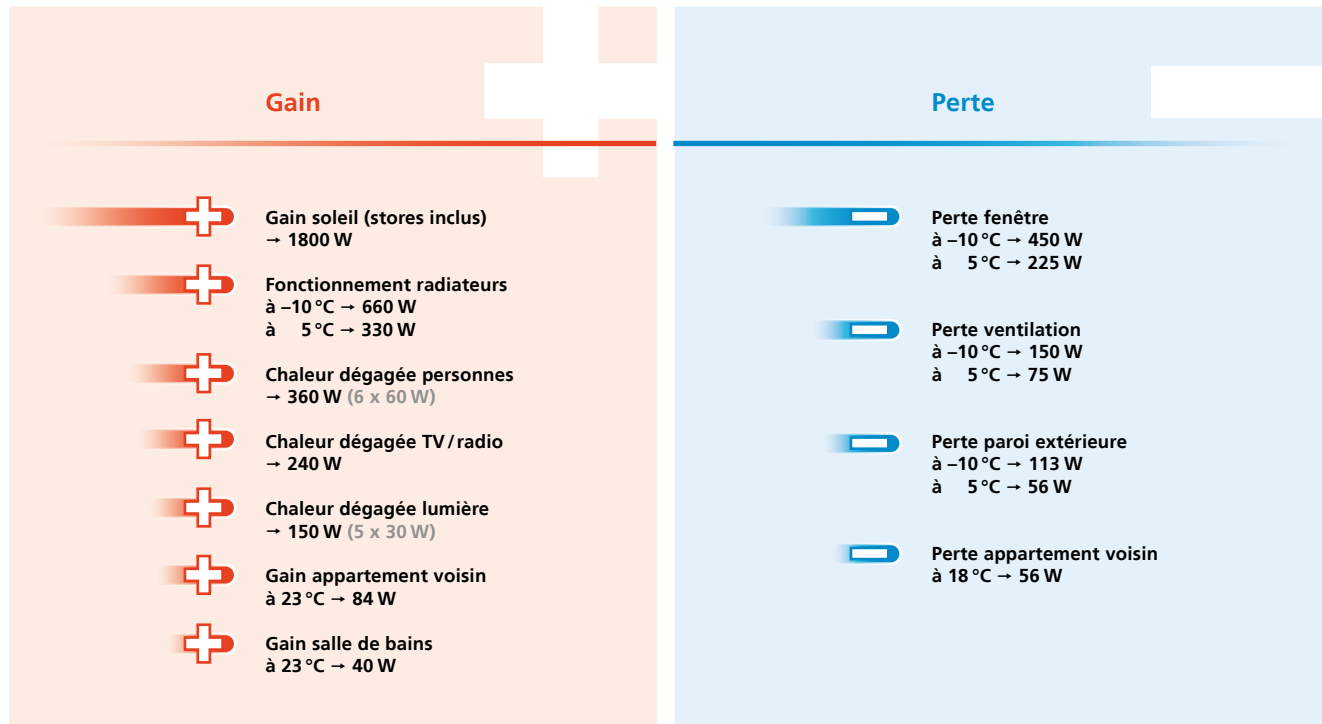 Gain
Gain soleil (stores inclus)
→ 1800 W
Fonctionnement radiateurs
à –10 °C → 660 W
à 5 °C → 330 W
Chaleur dégagée personnes
→ 360 W (6 x 60 W)
Chaleur dégagée TV / radio
→ 240 W
Chaleur dégagée lumière
→ 150 W (5 x 30 W)
Gain appartement voisin
à 23 °C → 84 W
Gain salle de bains
à 23 °C → 40 W
Perte
Perte fenêtre
à –10 °C → 450 W
à 5 °C → 225 W
Perte ventilation
à –10 °C → 150 W
à 5 °C → 75 W
Perte paroi extérieure
à –10 °C → 113 W
à 5 °C → 56 W
Perte appartement voisin
à 18 °C → 56 W